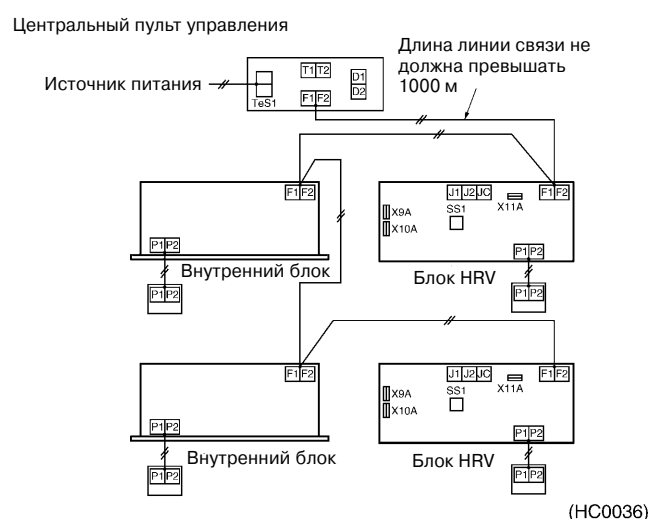 Центральный пульт управления
Длина линии связи не
должна превышать
1000 м
Источник питания
T1 T2
D1
D2
TeS1
F1 F2
F1 F2
J1 J2 JC
X11A
F1 F2
X9A
SS1
X10A
P1 P2
P1 P2
Внутренний блок
Блок HRV
P1 P2
P1 P2
F1 F2
J1 J2 JC
X11A
F1 F2
X9A
SS1
X10A
P1 P2
P1 P2
Внутренний блок
Блок HRV
P1 P2
P1 P2
(HC0036)